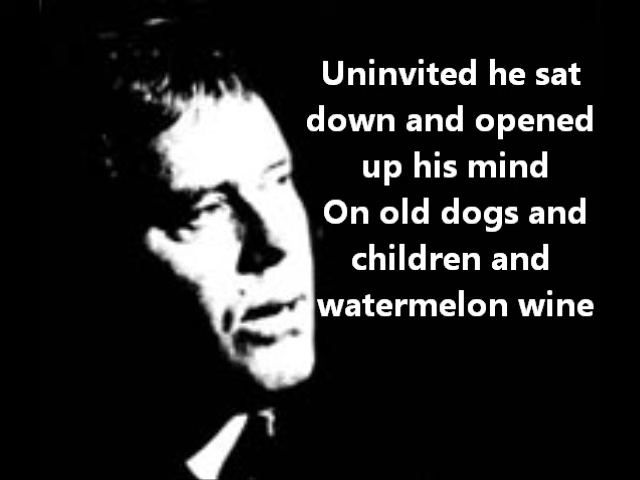 Uninvited he sat
down and opened
up his mind
On old dogs and
children and
watermelon wine